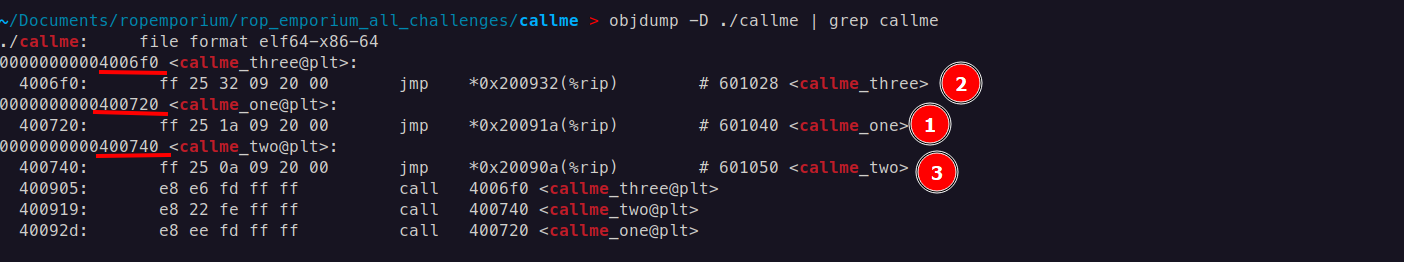 ~/Documents/ropemporium/rop_emporium_all_challenges/callme > objdump -D ./callme | grep callme
./callme:     file format elf64-x86-64
00000000004006f0 <callme_three@plt>:
  4006f0:       ff 25 32 09 20 00       jmp    *0x200932(%rip)        # 601028 <callme_three> 2
0000000000400720 <callme_one@plt>:
  400720:       ff 25 1a 09 20 00       jmp    *0x20091a(%rip)        # 601040 <callme_one> 1
0000000000400740 <callme_two@plt>:
  400740:       ff 25 0a 09 20 00       jmp    *0x20090a(%rip)        # 601050 <callme_two> 3
  400905:       e8 e6 fd ff ff          call   4006f0 <callme_three@plt>
  400919:       e8 22 fe ff ff          call   400740 <callme_two@plt>
  40092d:       e8 ee fd ff ff          call   400720 <callme_one@plt>